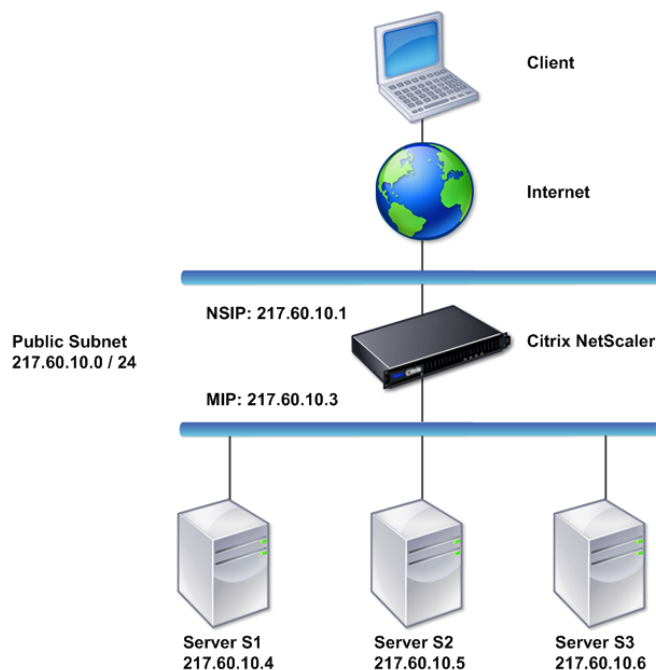 Client
Internet
NSIP: 217.60.10.1
Public Subnet
217.60.10.0 / 24
Citrix NetScaler
Citrix
MIP: 217.60.10.3
Server S1
217.60.10.4
Server S2
217.60.10.5
Server S3
217.60.10.6